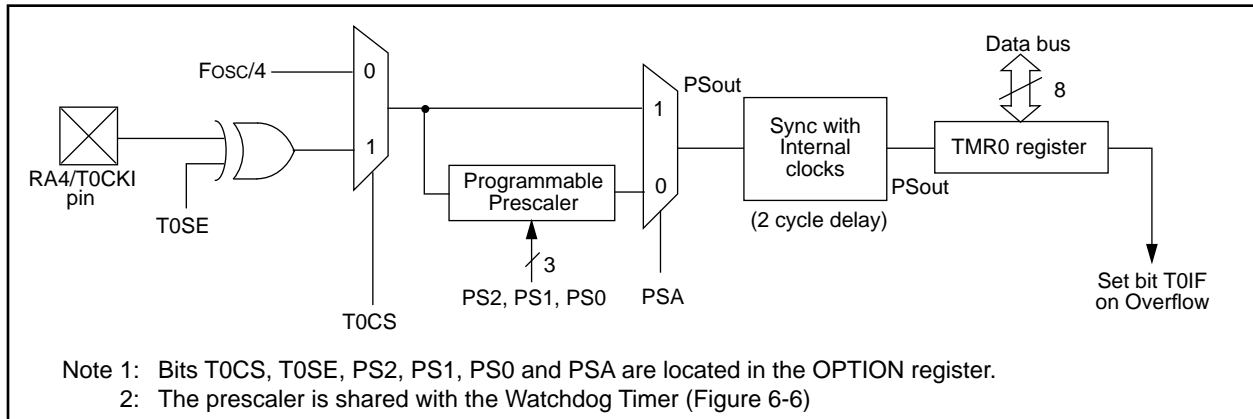 Data bus
8
FOSC/4
0
PSout
1
Sync with
Internal
clocks
TMR0 register
1
RA4/T0CKI
pin
Programmable
Prescaler
0
PSout
T0SE
(2 cycle delay)
3
PS2, PS1, PS0
PSA
Set bit T0IF
on Overflow
T0CS
Note 1: Bits T0CS, T0SE, PS2, PS1, PS0 and PSA are located in the OPTION register.
2: The prescaler is shared with the Watchdog Timer (Figure 6-6)